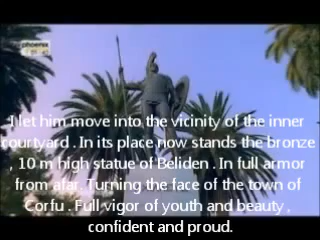 phoenix
I let him move into the vicinity of the inner
courtyard . In its place now stands the bronze
, 10 m high statue of Beliden . In full armor
from afar. Turning the face of the town of
Corfu . Full vigor of youth and beauty ,
confident and proud.